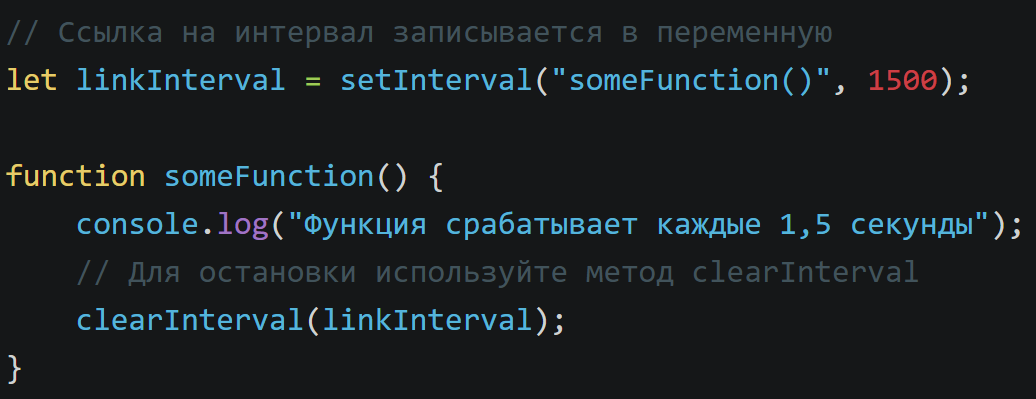 // Ссылка на интервал записывается в переменную
let linkInterval = setInterval("someFunction()", 1500);
function someFunction() {
console.log("Функция срабатывает каждые 1,5 секунды");
// Для остановки используйте метод clearInterval
clearInterval(linkInterval);
}